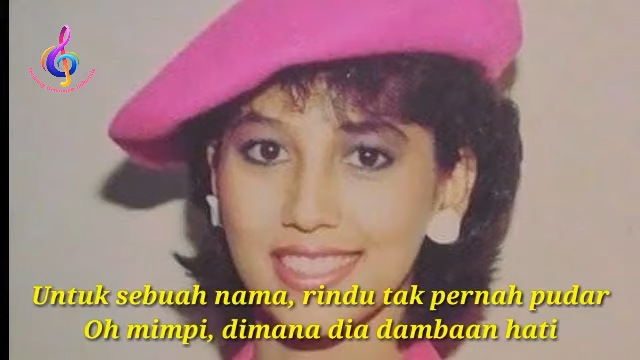 Untuk sebuah nama, rindu tak pernah pudar
Oh mimpi, dimana dia dambaan hati